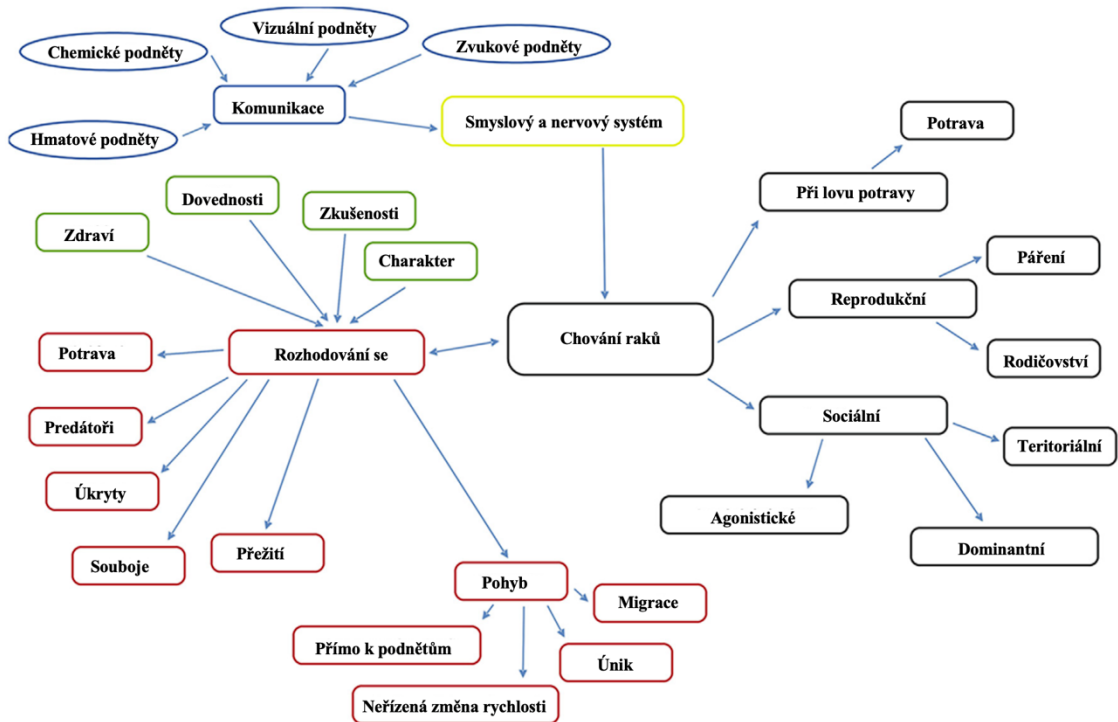 Vizuální podněty
Chemické podněty
Zvukové podněty
Komunikace
Smyslový a nervový systém
Hmatové podněty
Potrava
Při lovu potravy
Dovednosti
Zkušenosti
Zdraví
Charakter
Páření
Reprodukční
Rodičovství
Chování raků
Rozhodování se
Potrava
Predátoři
Úkryty
Souboje
Přežití
Sociální
Teritoriální
Agonistické
Dominantní
Pohyb
Migrace
Přímo k podnětům
Únik
Neřízená změna rychlosti